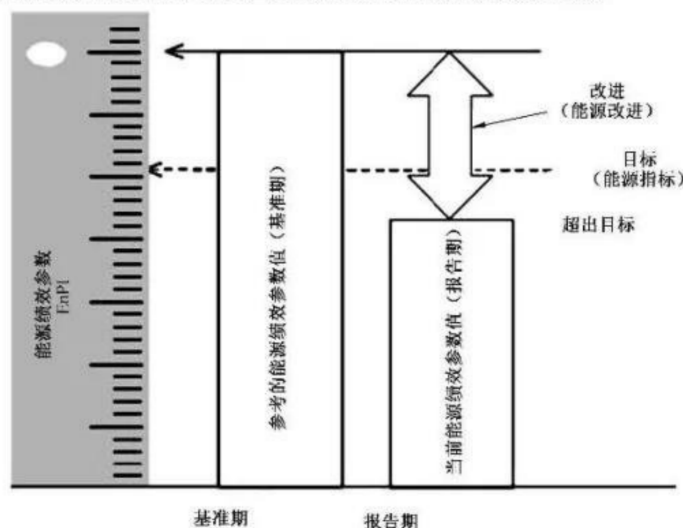 改进
(能源改进)
目标
(能源指标)
超出目标
能源绩效参数
EnPI
参考的能源绩效参数值(基准期)
当前能源绩效参数值(报告期)
基准期
报告期